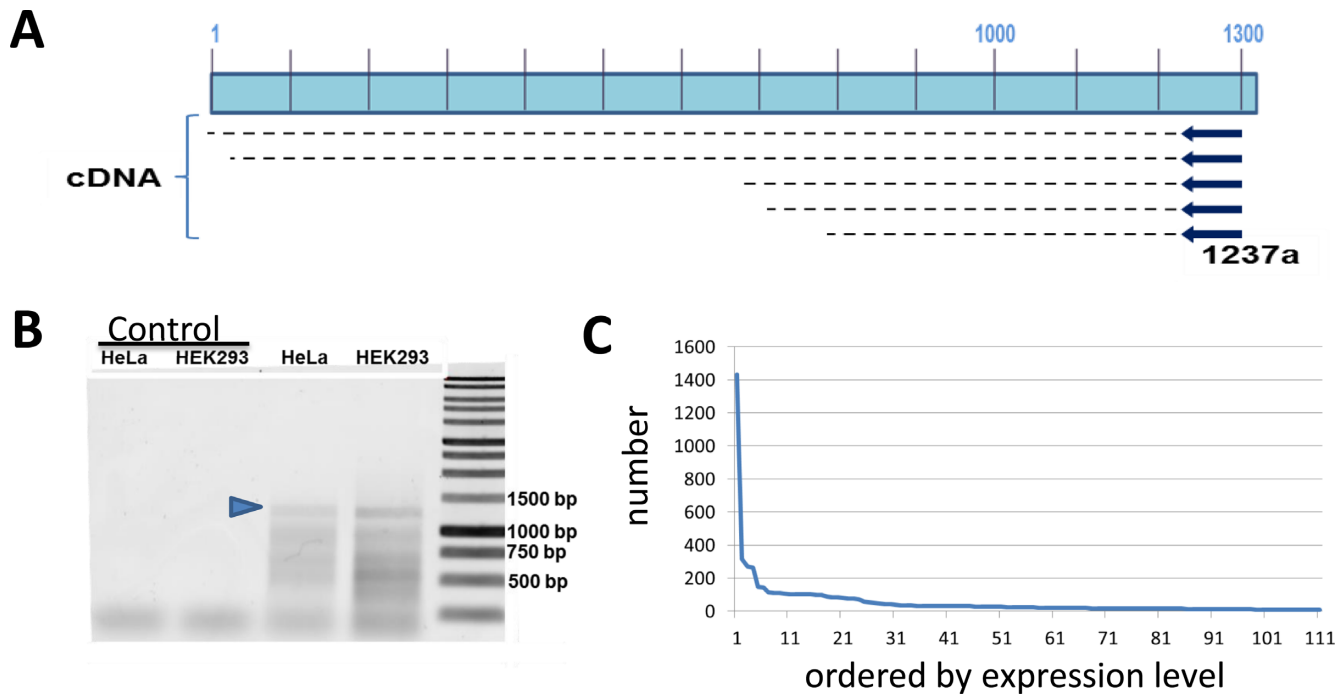 A
1 1000 1300
cDNA
1237a
B
Control
HeLa HEK293 HeLa HEK293
1500 bp
1000 bp
750 bp
500 bp
C
number
1600
1400
1200
1000
800
600
400
200
0
1 11 21 31 41 51 61 71 81 91 101 111
ordered by expression level